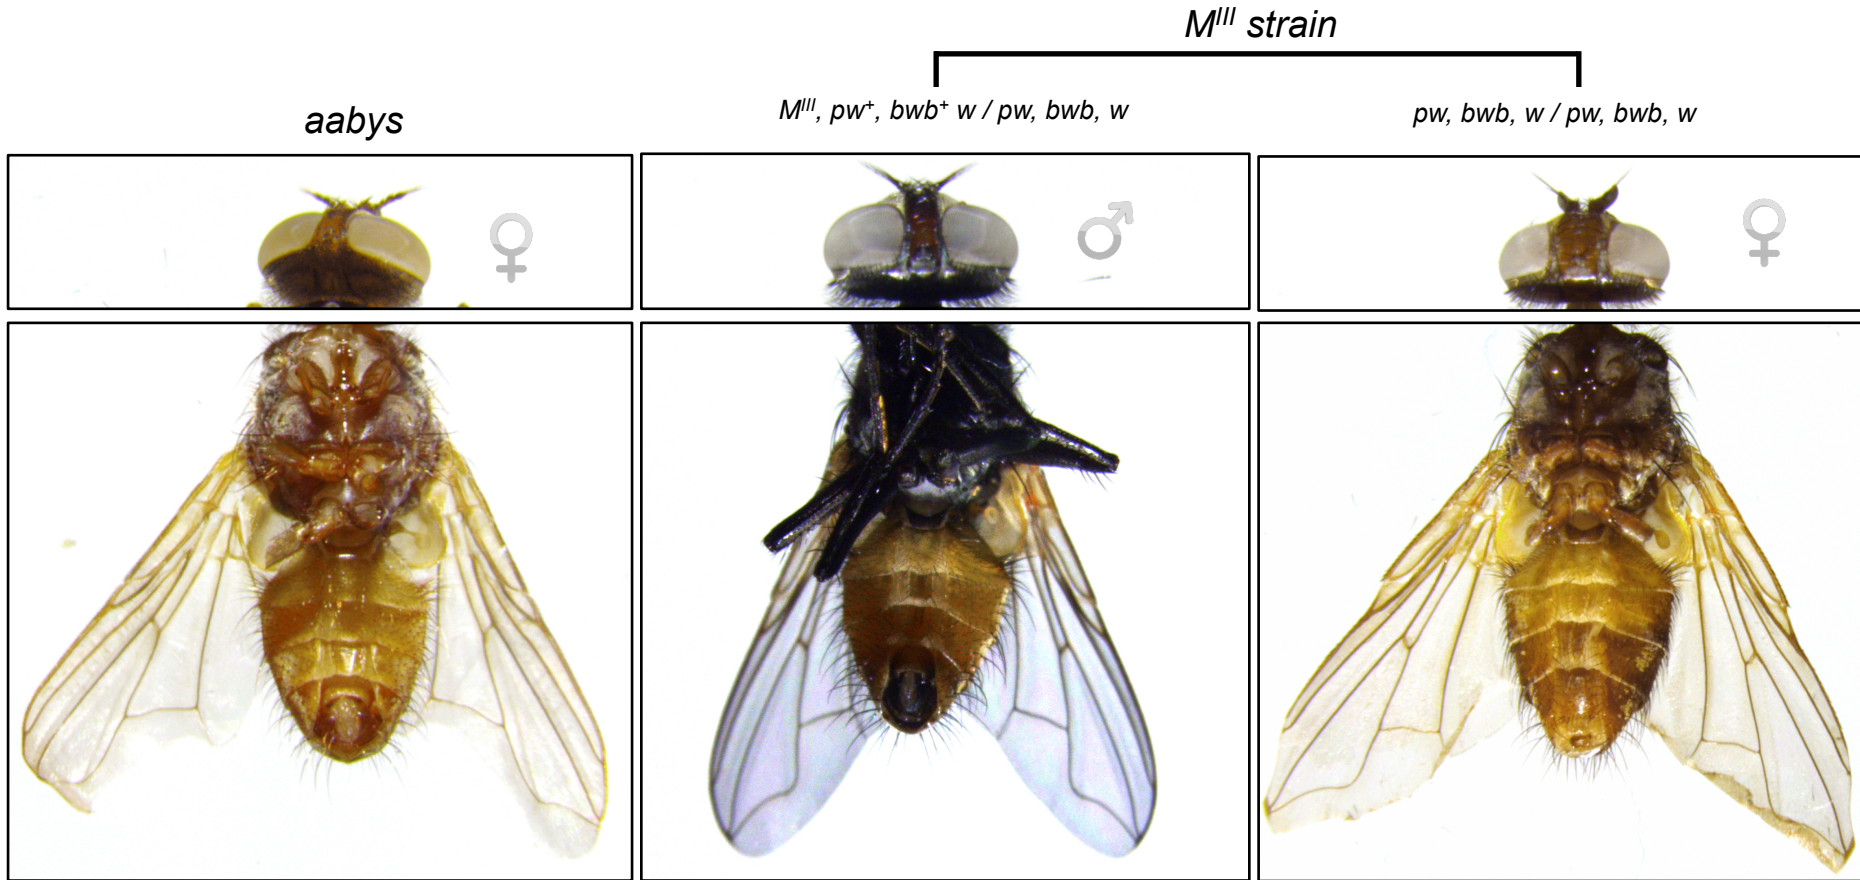 M^III strain
aabys
M^III, pw⁺, bwb⁺ w / pw, bwb, w
pw, bwb, w / pw, bwb, w
♀
♂
♀